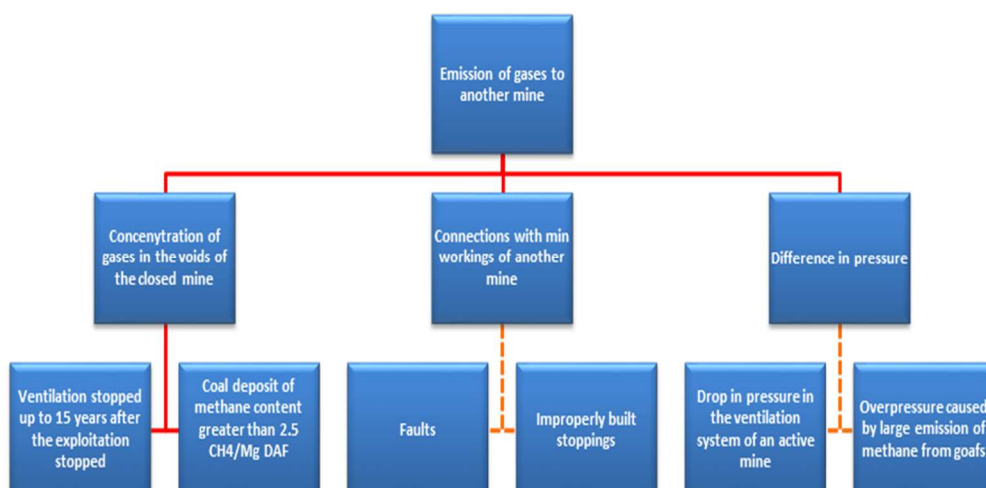 Emission of gases to
another mine
Concenytration of
gases in the voids of
the closed mine
Connections with min
workings of another
mine
Difference in pressure
Ventilation stopped
up to 15 years after
the exploitation
stopped
Coal deposit of
methane content
greater than 2.5
CH4/Mg DAF
Faults
Improperly built
stoppings
Drop in pressure in
the ventilation
system of an active
mine
Overpressure caused
by large emission of
methane from goafs